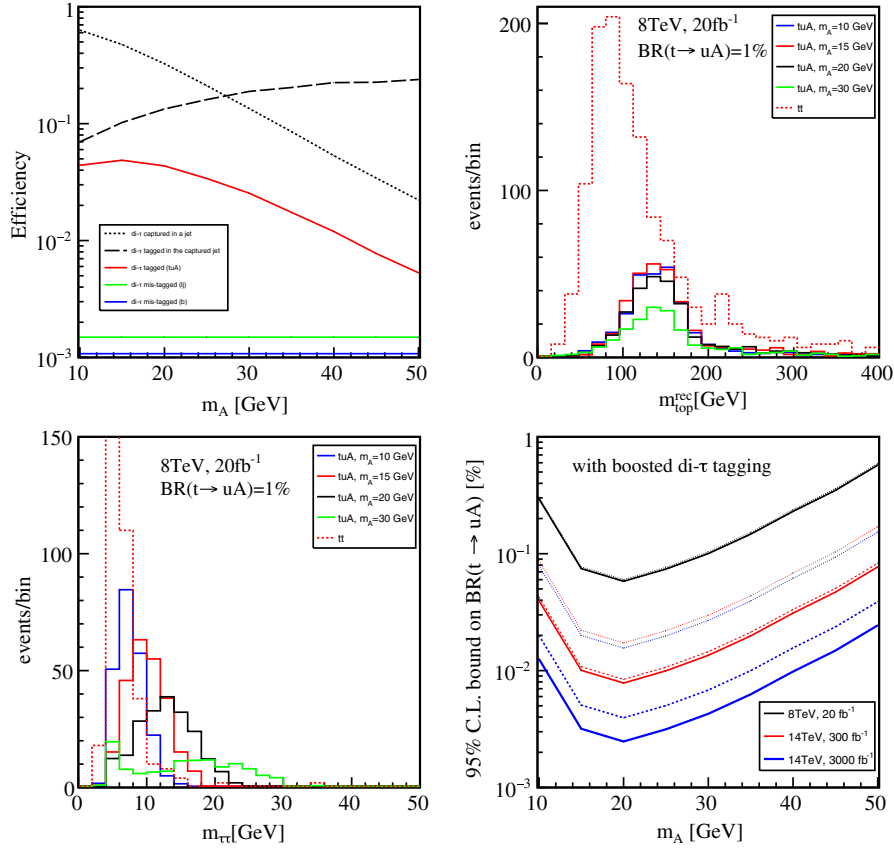 1
10⁻¹
10⁻²
10⁻³
Efficiency
di-τ captured in a jet
di-τ tagged in the captured jet
di-τ tagged (tuA)
di-τ mis-tagged (lj)
di-τ mis-tagged (b)
10 20 30 40 50
m_A [GeV]
200
100
0
events/bin
8TeV, 20fb⁻¹
BR(t→ uA)=1%
tuA, m_A=10 GeV
tuA, m_A=15 GeV
tuA, m_A=20 GeV
tuA, m_A=30 GeV
tt
0 100 200 300 400
m_top^rec[GeV]
150
100
50
0
events/bin
8TeV, 20fb⁻¹
BR(t→ uA)=1%
tuA, m_A=10 GeV
tuA, m_A=15 GeV
tuA, m_A=20 GeV
tuA, m_A=30 GeV
tt
0 10 20 30 40 50
m_ττ[GeV]
1
10⁻¹
10⁻²
10⁻³
95% C.L. bound on BR(t → uA) [%]
with boosted di-τ tagging
8TeV, 20 fb⁻¹
14TeV, 300 fb⁻¹
14TeV, 3000 fb⁻¹
10 20 30 40 50
m_A [GeV]